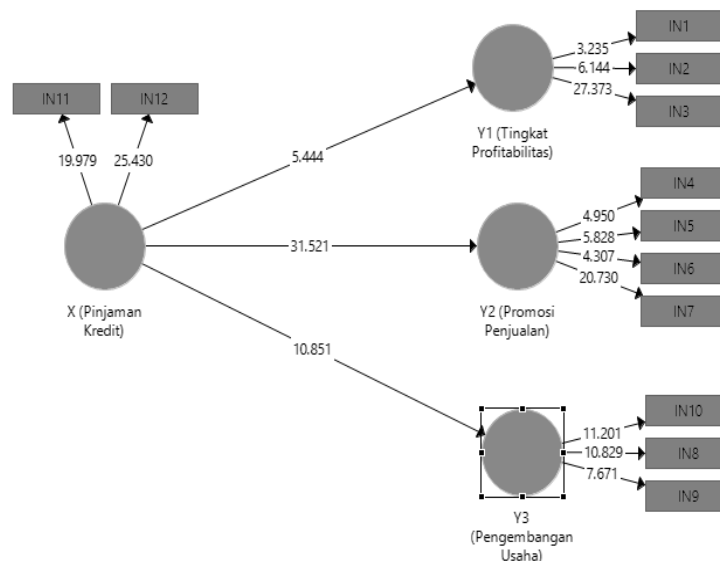 IN11
IN12
19.979
25.430
X (Pinjaman
Kredit)
5.444
31.521
10.851
Y1 (Tingkat
Profitabilitas)
3.235
6.144
27.373
IN1
IN2
IN3
Y2 (Promosi
Penjualan)
4.950
5.828
4.307
20.730
IN4
IN5
IN6
IN7
Y3
(Pengembangan
Usaha)
11.201
10.829
7.671
IN10
IN8
IN9